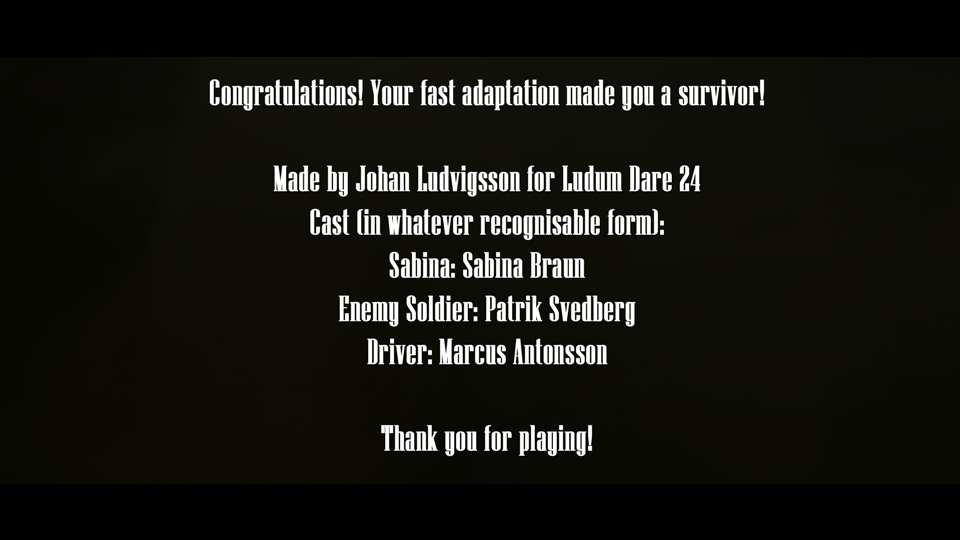 Congratulations! Your fast adaptation made you a survivor!
Made by Johan Ludvigsson for Ludum Dare 24
Cast (in whatever recognisable form):
Sabina: Sabina Braun
Enemy Soldier: Patrik Svedberg
Driver: Marcus Antonsson
Thank you for playing!